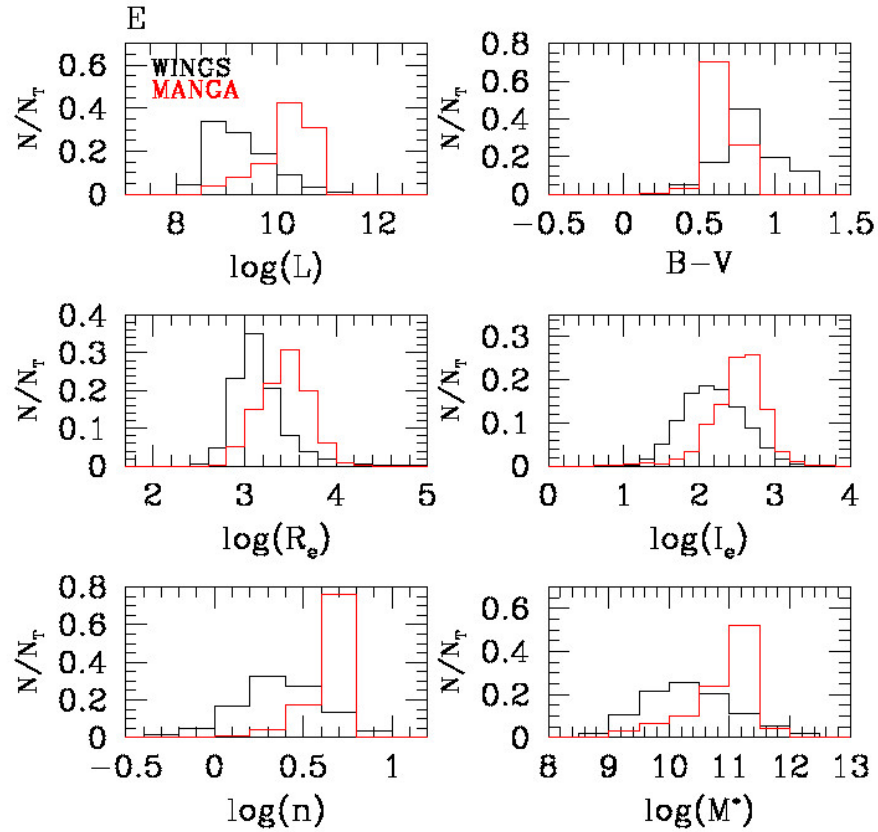 E
WINGS
MANGA
N/N_T
0.6
0.4
0.2
0
8 10 12
log(L)
N/N_T
0.8
0.6
0.4
0.2
0
−0.5 0 0.5 1 1.5
B−V
N/N_T
0.4
0.3
0.2
0.1
0
2 3 4 5
log(R_e)
N/N_T
0.3
0.2
0.1
0
0 1 2 3 4
log(I_e)
N/N_T
0.8
0.6
0.4
0.2
0
−0.5 0 0.5 1
log(n)
N/N_T
0.6
0.4
0.2
0
8 9 10 11 12 13
log(M*)